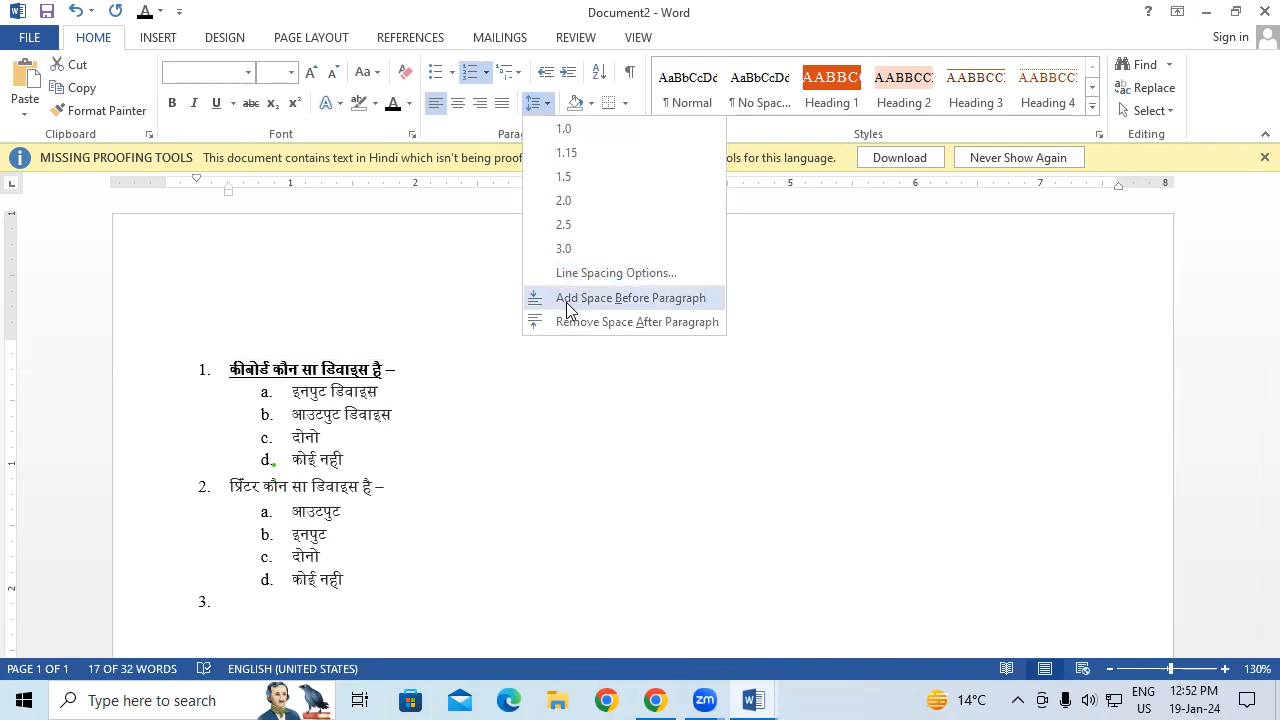 Document2 - Word
FILE HOME INSERT DESIGN PAGE LAYOUT REFERENCES MAILINGS REVIEW VIEW Sign in
Paste Cut
Copy
Format Painter
Clipboard Font Styles Editing
AaBbCcDc AaBbCcDc AABBCC AABBCC AABBCC AABBCC
¶ Normal ¶ No Spac... Heading 1 Heading 2 Heading 3 Heading 4
Find
Replace
Select
MISSING PROOFING TOOLS This document contains text in Hindi which isn't being ols for this language. Download Never Show Again
1.0
1.15
1.5
2.0
2.5
3.0
Line Spacing Options...
Add Space Before Paragraph
Remove Space After Paragraph
1. कीबोर्ड कौन सा डिवाइस है –
a. इनपुट डिवाइस
b. आउटपुट डिवाइस
c. दोनो
d. कोई नही
2. प्रिंटर कौन सा डिवाइस है –
a. आउटपुट
b. इनपुट
c. दोनो
d. कोई नही
3.
PAGE 1 OF 1 17 OF 32 WORDS ENGLISH (UNITED STATES) 130%
Type here to search
zm
14°C
ENG
US
12:52 PM
19-Jan-24